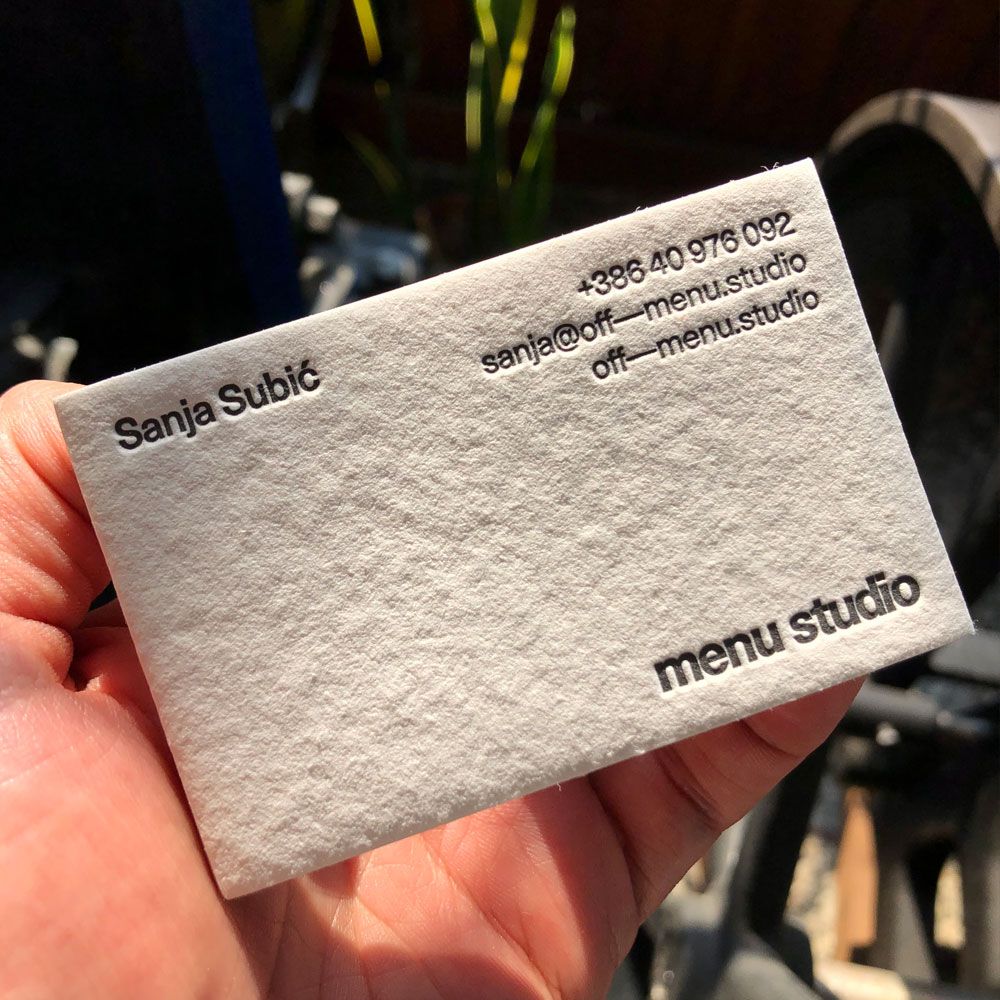 Sanja Subić
+386 40 976 092
sanja@off—menu.studio
off—menu.studio
menu studio